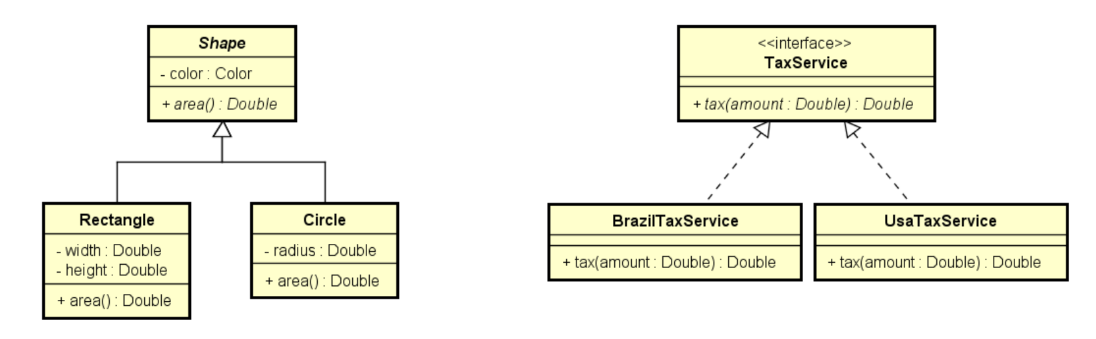 Shape
- color : Color
+ area() : Double
Rectangle
- width : Double
- height : Double
+ area() : Double
Circle
- radius : Double
+ area() : Double
<<interface>>
TaxService
+ tax(amount : Double) : Double
BrazilTaxService
+ tax(amount : Double) : Double
UsaTaxService
+ tax(amount : Double) : Double